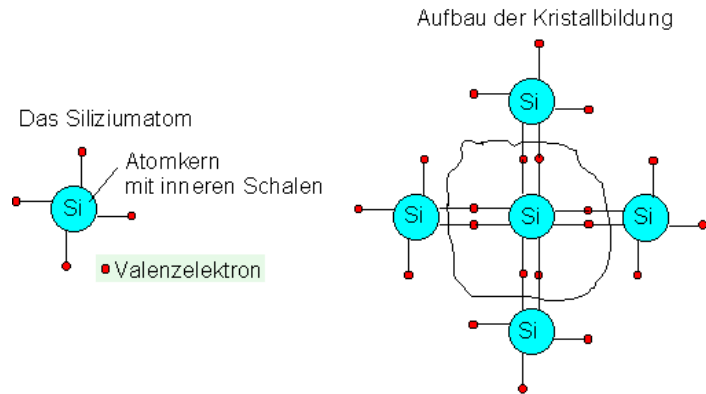 Aufbau der Kristallbildung
Das Siliziumatom
Atomkern
mit inneren Schalen
Si
Valenzelektron
Si
Si
Si
Si
Si